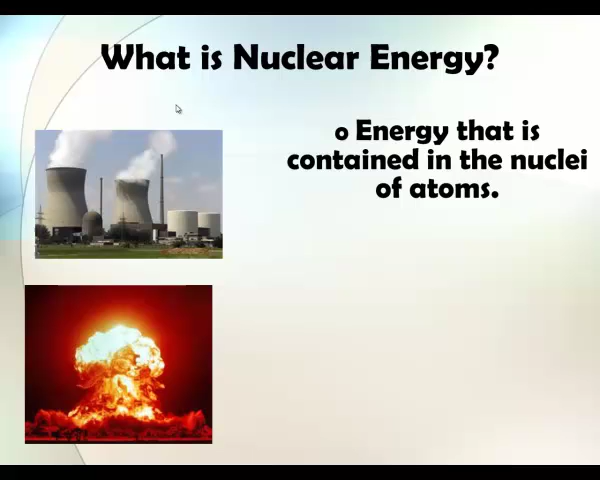 What is Nuclear Energy?
o Energy that is
contained in the nuclei
of atoms.